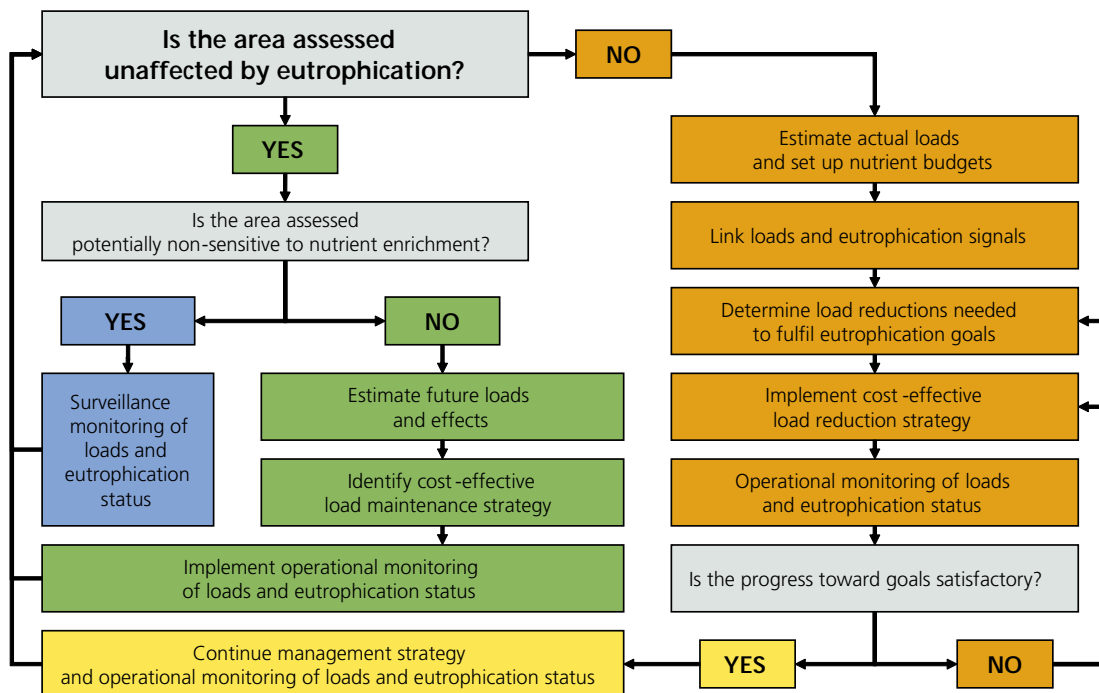 Is the area assessed
unaffected by eutrophication?
NO
YES
Is the area assessed
potentially non-sensitive to nutrient enrichment?
YES
NO
Surveillance
monitoring of
loads and
eutrophication
status
Estimate future loads
and effects
Identify cost-effective
load maintenance strategy
Implement operational monitoring
of loads and eutrophication status
Estimate actual loads
and set up nutrient budgets
Link loads and eutrophication signals
Determine load reductions needed
to fulfil eutrophication goals
Implement cost-effective
load reduction strategy
Operational monitoring of loads
and eutrophication status
Is the progress toward goals satisfactory?
Continue management strategy
and operational monitoring of loads and eutrophication status
YES
NO